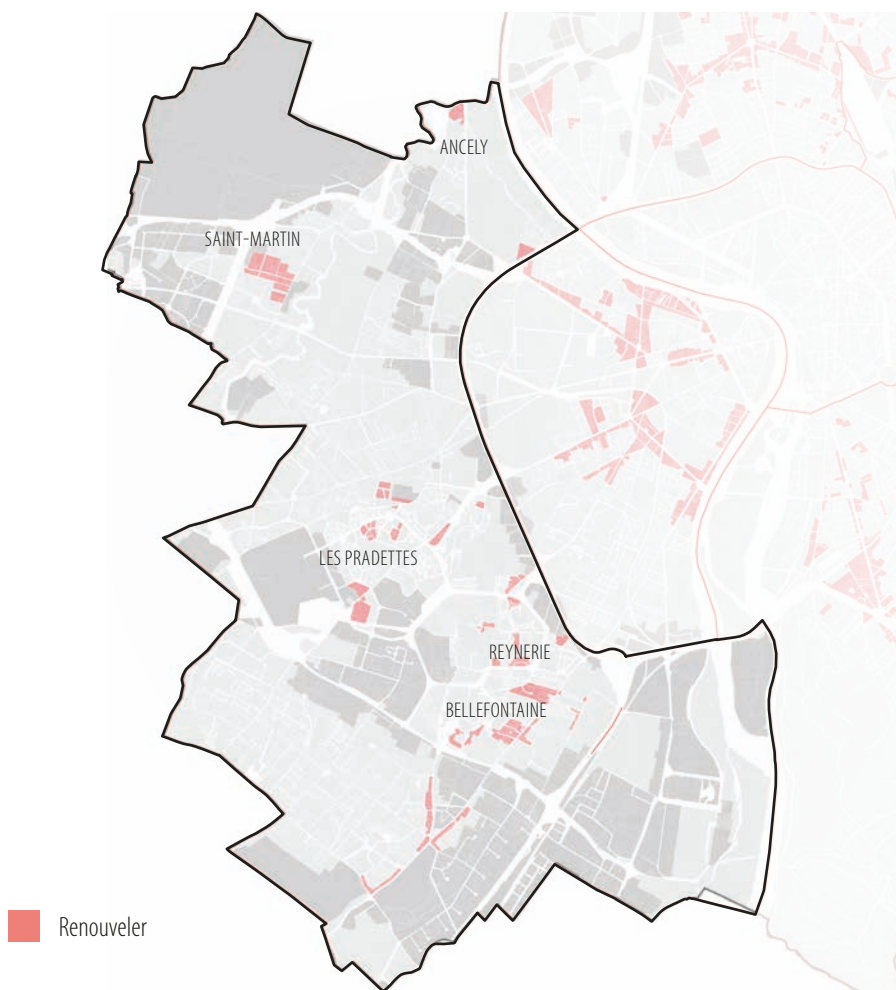 ANCELY
SAINT-MARTIN
LES PRADETTES
REYNERIE
BELLEFONTAINE
Renouveler